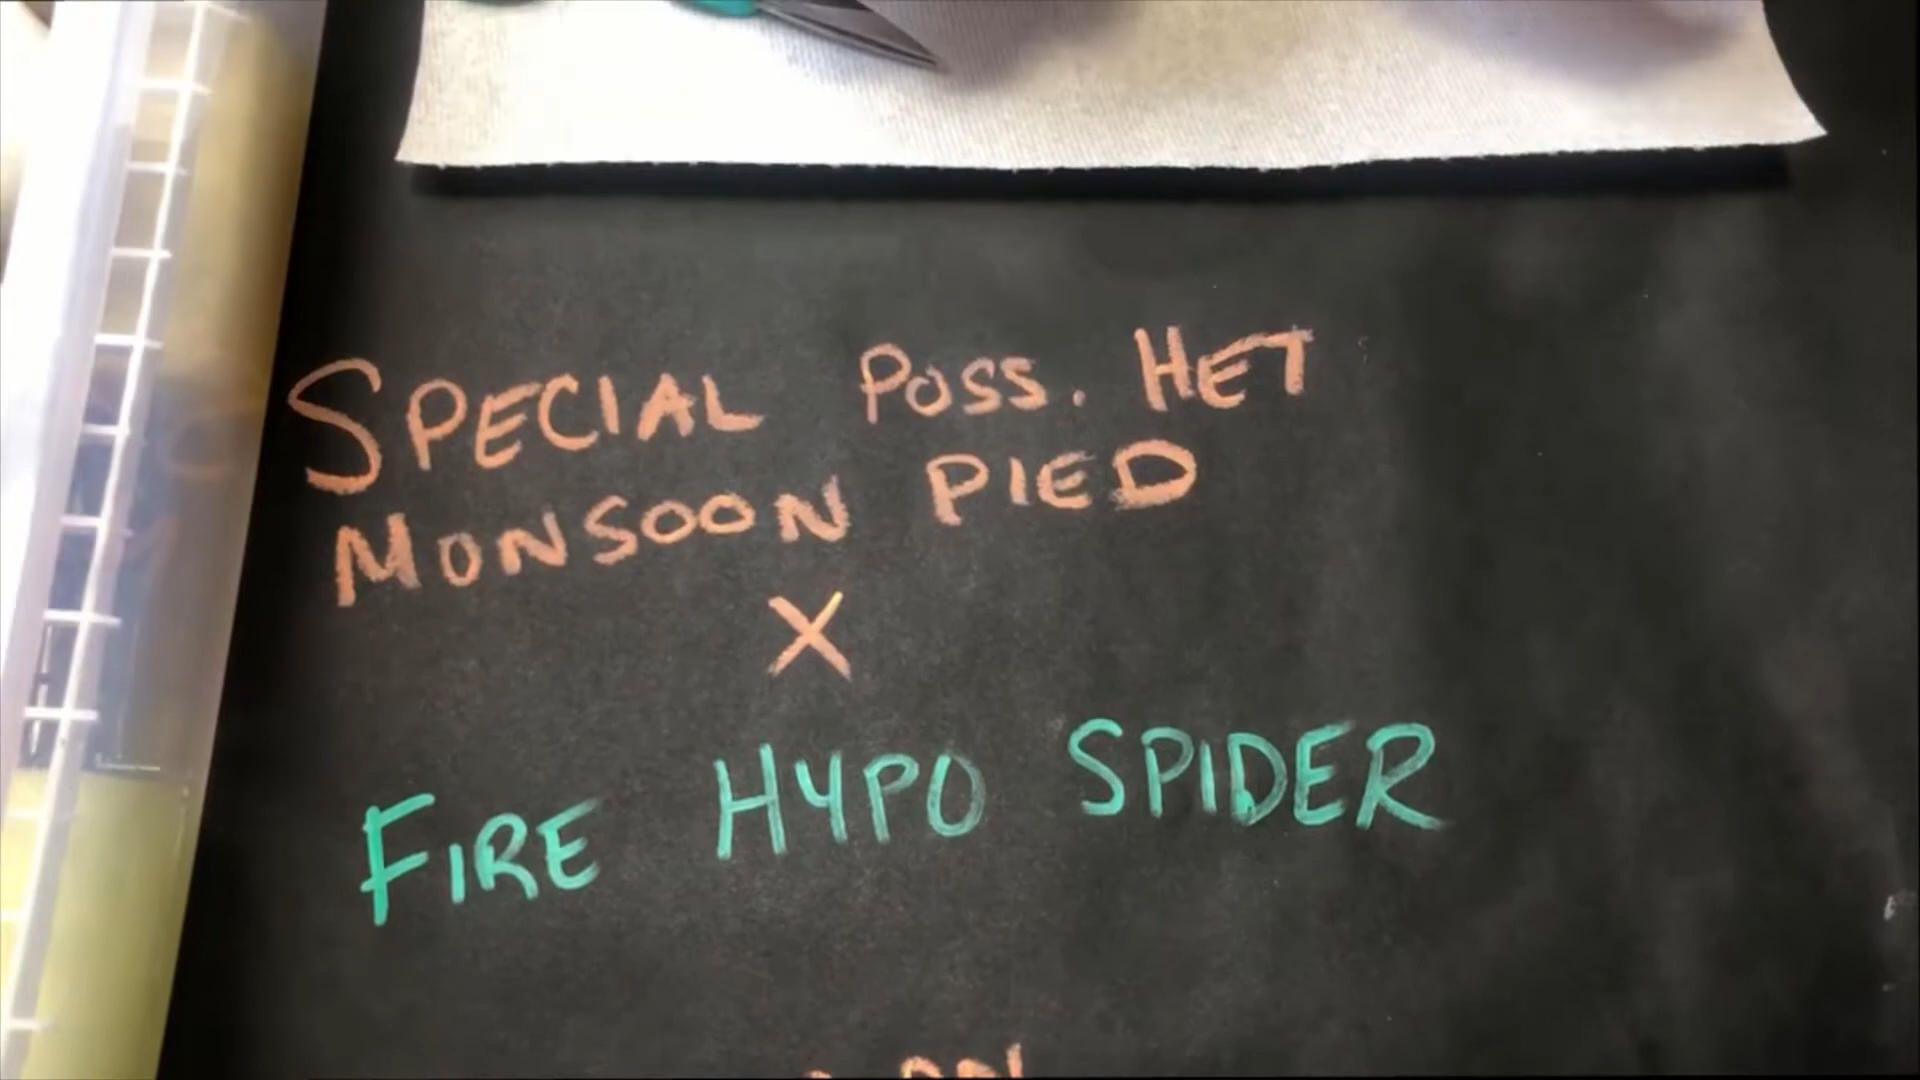 SPECIAL POSS. HET
MONSOON PIED
X
FIRE HYPO SPIDER